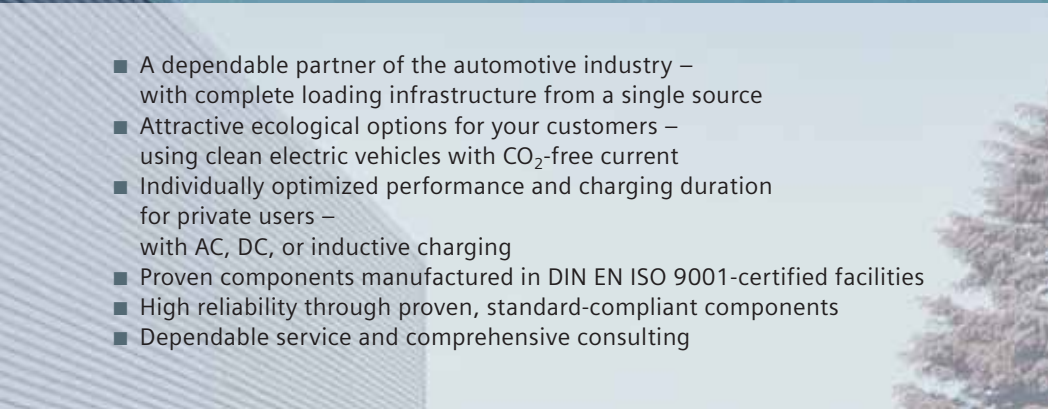 ■ A dependable partner of the automotive industry –
with complete loading infrastructure from a single source
■ Attractive ecological options for your customers –
using clean electric vehicles with CO₂-free current
■ Individually optimized performance and charging duration
for private users –
with AC, DC, or inductive charging
■ Proven components manufactured in DIN EN ISO 9001-certified facilities
■ High reliability through proven, standard-compliant components
■ Dependable service and comprehensive consulting